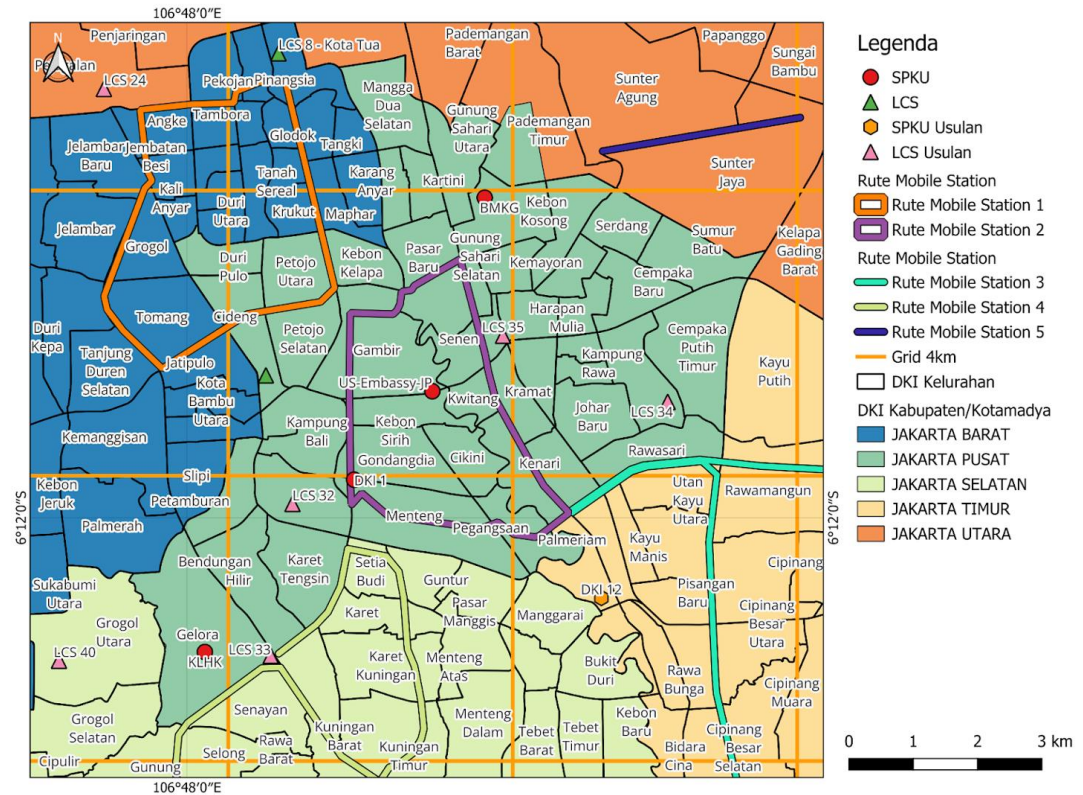 106°48'0"E
Penjaringan
N
LCS 24
LCS 8 - Kota Tua
Pekojan
Pinangsia
Pademangan
Barat
Papanggo
Sungai
Bambu
Sunter
Agung
Mangga
Dua
Selatan
Gunung
Sahari
Utara
Pademangan
Timur
Angke
Tambora
Glodok
Tangki
Jelambar
Baru
Jembatan
Besi
Tanah
Sereal
Karang
Anyar
Kartini
Sunter
Jaya
Kali
Anyar
Duri
Utara
Krukut
Maphar
BMKG
Kebon
Kosong
Serdang
Jelambar
Grogol
Duri
Pulo
Petojo
Utara
Kebon
Kelapa
Pasar
Baru
Gunung
Sahari
Selatan
Kemayoran
Sumur
Batu
Kelapa
Gading
Barat
Cempaka
Baru
Tomang
Cideng
Petojo
Selatan
Gambir
Senen
LCS 35
Harapan
Mulia
Cempaka
Putih
Timur
Duri
Kepa
Tanjung
Duren
Selatan
Jatipulo
Kota
Bambu
Utara
US-Embassy-JP
Kwitang
Kramat
Kampung
Rawa
Kayu
Putih
Johar
Baru
LCS 34
Kemanggisan
Kampung
Bali
Kebon
Sirih
Gondangdia
Cikini
Kenari
Rawasari
Slipi
Petamburan
DKI 1
LCS 32
Kebon
Jeruk
Palmerah
Menteng
Pegangsaan
Palmeriam
Utan
Kayu
Utara
Rawamangun
Kayu
Manis
6°12'0"S
6°12'0"S
Bendungan
Hilir
Karet
Tengsin
Setia
Budi
Guntur
Pasar
Manggis
Manggarai
DKI 12
Pisangan
Baru
Cipinang
Cipinang
Besar
Utara
Sukabumi
Utara
Grogol
Utara
LCS 40
Gelora
KLHK
LCS 33
Karet
Karet
Kuningan
Menteng
Atas
Bukit
Duri
Rawa
Bunga
Cipinang
Muara
Grogol
Selatan
Cipulir
Senayan
Selong
Rawa
Barat
Gunung
Kuningan
Barat
Kuningan
Timur
Menteng
Dalam
Tebet
Barat
Tebet
Timur
Kebon
Baru
Bidara
Cina
Cipinang
Besar
Selatan
106°48'0"E
Legenda
SPKU
LCS
SPKU Usulan
LCS Usulan
Rute Mobile Station
Rute Mobile Station 1
Rute Mobile Station 2
Rute Mobile Station
Rute Mobile Station 3
Rute Mobile Station 4
Rute Mobile Station 5
Grid 4km
DKI Kelurahan
DKI Kabupaten/Kotamadya
JAKARTA BARAT
JAKARTA PUSAT
JAKARTA SELATAN
JAKARTA TIMUR
JAKARTA UTARA
0 1 2 3 km